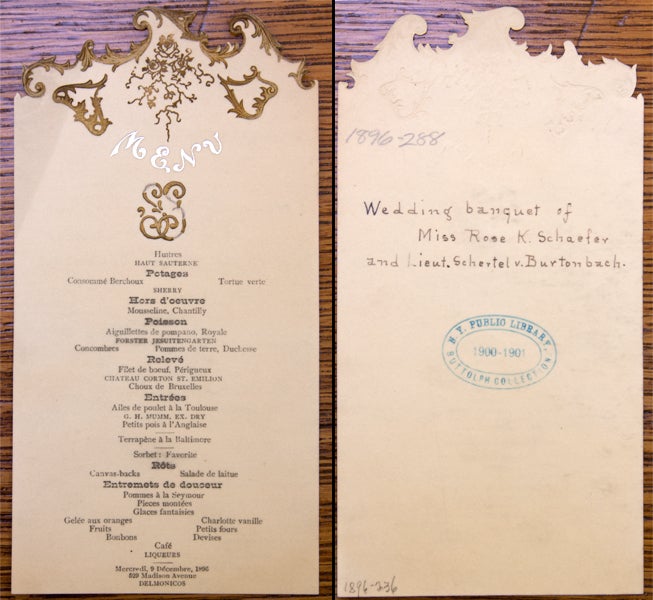 MENU
Huitres
HAUT SAUTERNE
Potages
Consommé Berchoux Tortue verte
SHERRY
Hors d'oeuvre
Mousseline, Chantilly
Poisson
Aiguillettes de pompano, Royale
FORSTER JESUITENGARTEN
Concombres Pommes de terre, Duchesse
Relevé
Filet de boeuf, Périgueux
CHATEAU CORTON ST. EMILION
Choux de Bruxelles
Entrées
Ailes de poulet à la Toulouse
G. H. MUMM, EX. DRY
Petits pois à l'Anglaise
Terrapène à la Baltimore
Sorbet: Favorite
Rôts
Canvas-backs Salade de laitue
Entremets de douceur
Pommes à la Seymour
Pieces montées
Glaces fantaisies
Gelée aux oranges Charlotte vanille
Fruits Petits fours
Bonbons Devises
Café
LIQUEURS
Mercredi, 9 Décembre, 1896
529 Madison Avenue
DELMONICOS
1896-288
Wedding banquet of
Miss Rose K. Schaefer
and Lieut. Schertel v. Burtonbach.
N. Y. PUBLIC LIBRARY,
1900-1901
BUTTOLPH COLLECTION
1896-236